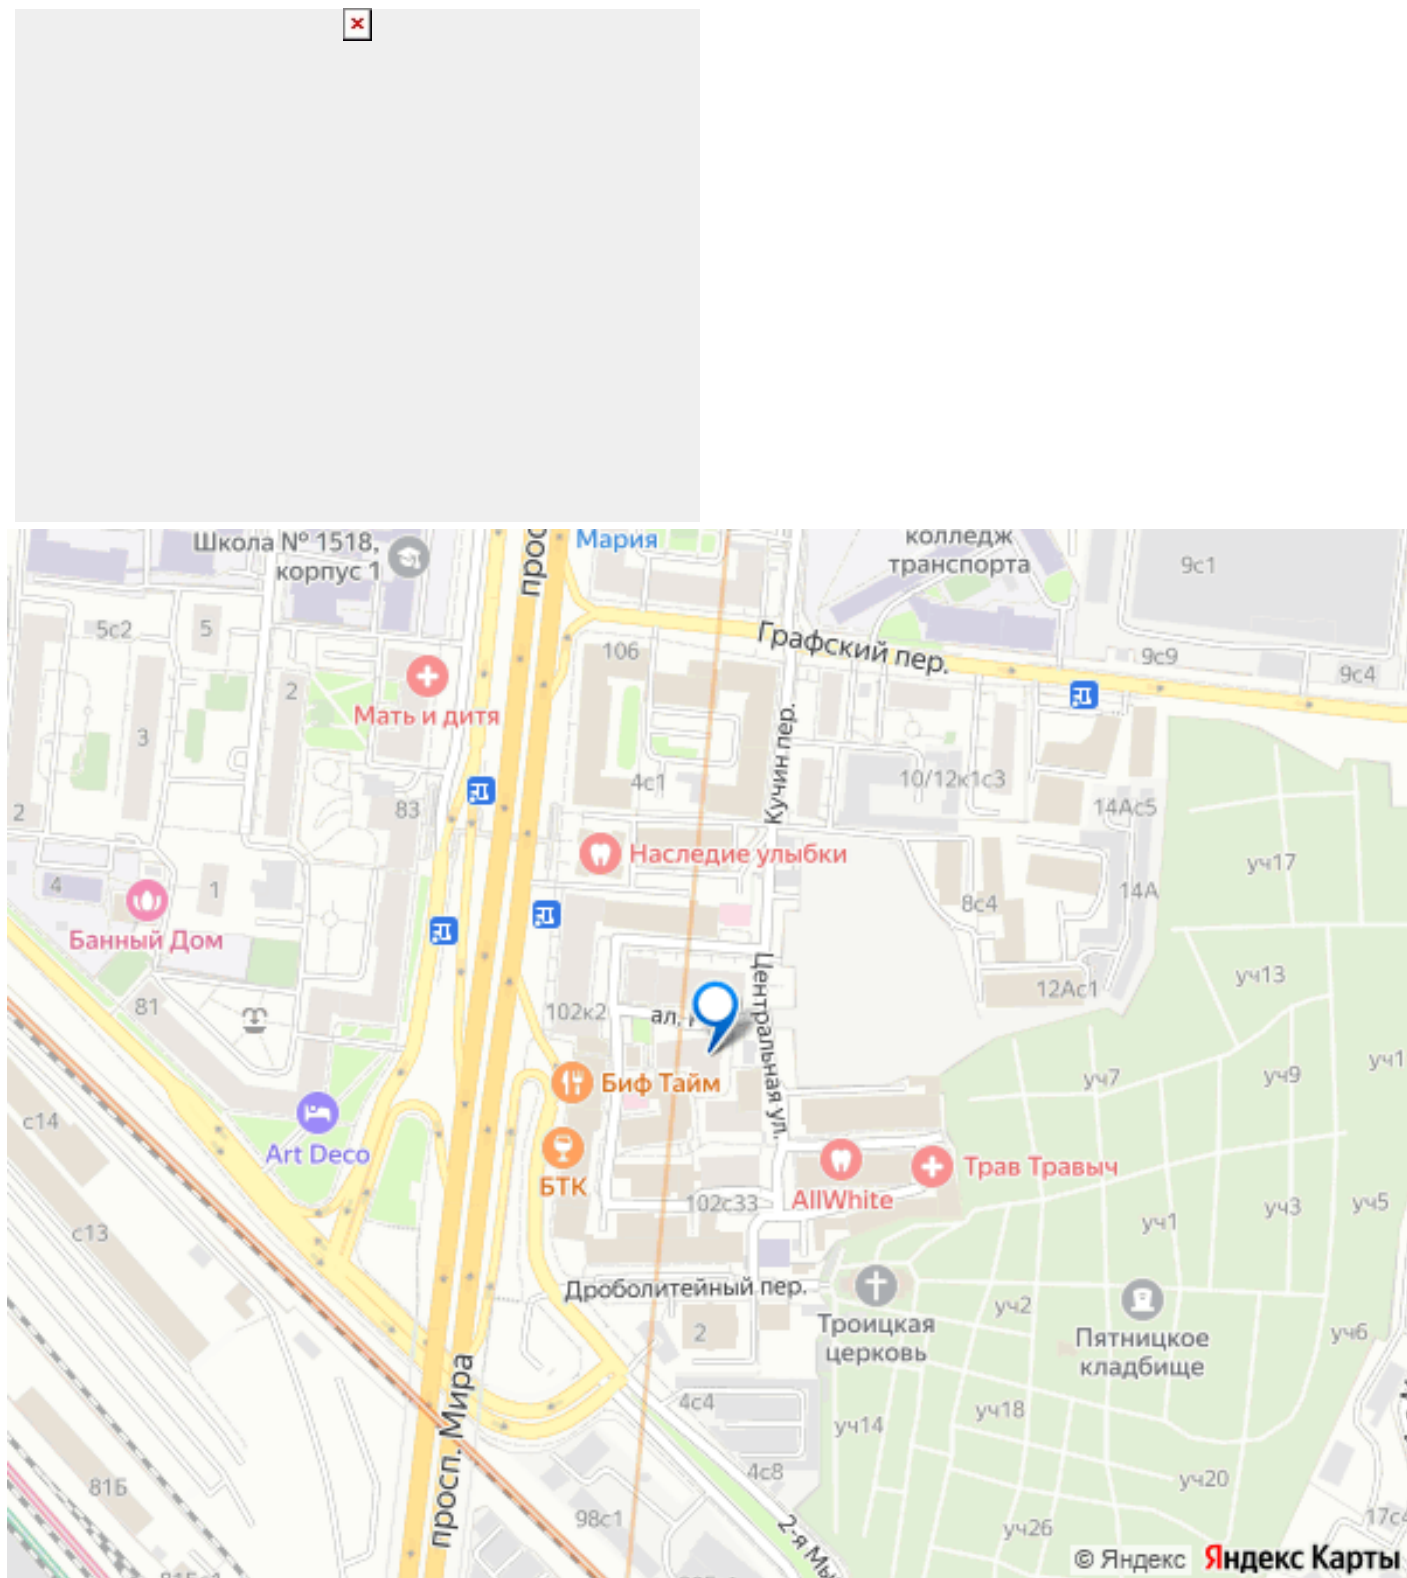 Школа № 1518,
корпус 1
Мария
колледж
транспорта
9с1
5с2
5
106
Графский пер.
9с9
9с4
2
Мать и дитя
3
4с1
Кучин пер.
10/12к1с3
14Ас5
2
83
Наследие улыбки
уч17
4
1
8с4
14А
Банный Дом
Центральная ул.
уч13
81
102к2
ал.
12Ас1
уч7
уч9
уч1
Биф Тайм
с14
Art Deco
БТК
102с33
AllWhite
Трав Травыч
с13
уч1
уч3
уч5
Дроболитейный пер.
Троицкая
церковь
уч2
Пятницкое
кладбище
уч6
2
просп. Мира
4с4
уч14
уч18
81Б
4с8
уч20
98с1
2-я Мы
уч26
17с
© Яндекс
Яндекс Карты